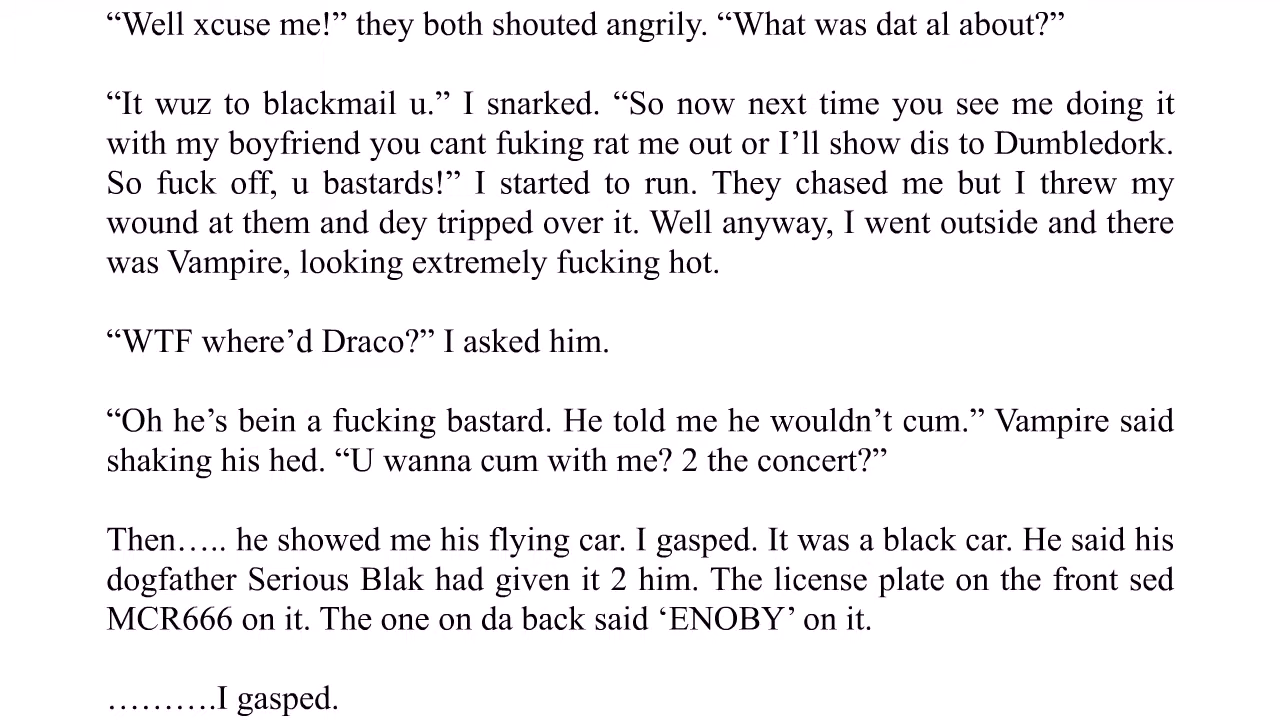 “Well xcuse me!” they both shouted angrily. “What was dat al about?”
“It wuz to blackmail u.” I snarked. “So now next time you see me doing it
with my boyfriend you cant fuking rat me out or I’ll show dis to Dumbledork.
So fuck off, u bastards!” I started to run. They chased me but I threw my
wound at them and dey tripped over it. Well anyway, I went outside and there
was Vampire, looking extremely fucking hot.
“WTF where’d Draco?” I asked him.
“Oh he’s bein a fucking bastard. He told me he wouldn’t cum.” Vampire said
shaking his hed. “U wanna cum with me? 2 the concert?”
Then….. he showed me his flying car. I gasped. It was a black car. He said his
dogfather Serious Blak had given it 2 him. The license plate on the front sed
MCR666 on it. The one on da back said ‘ENOBY’ on it.
……….I gasped.